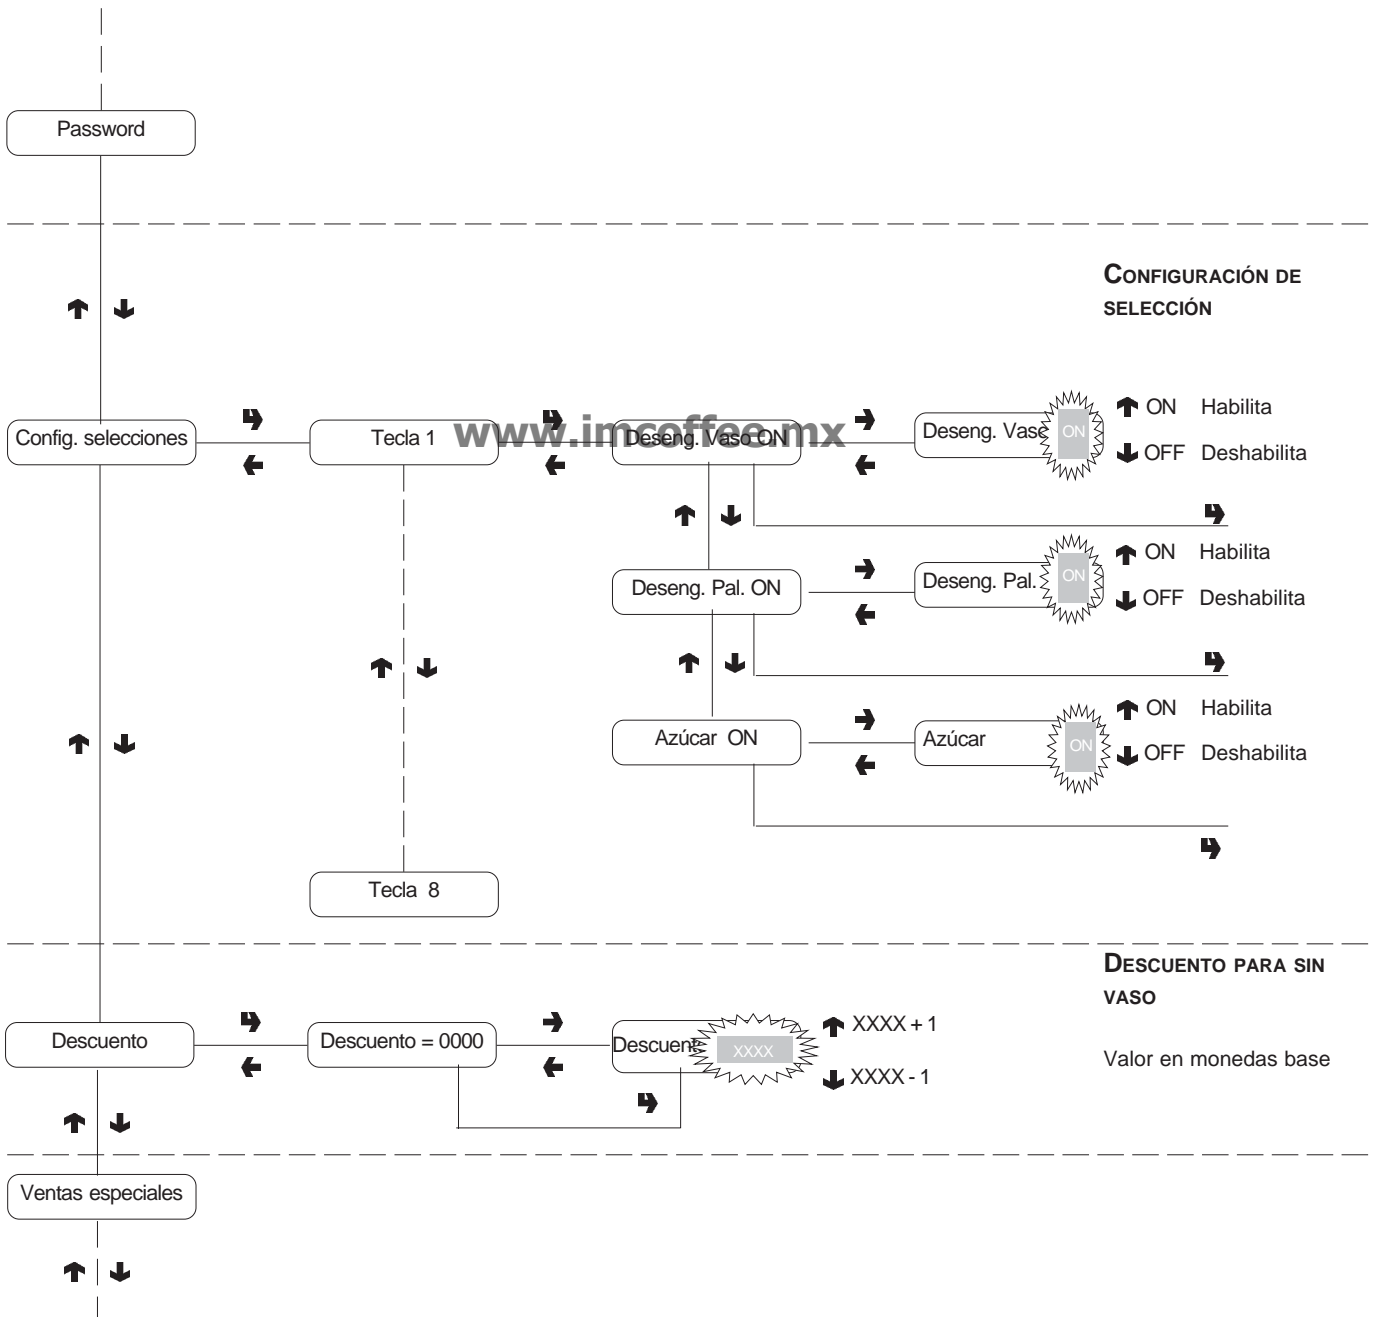 Password
CONFIGURACIÓN DE
SELECCIÓN
Config. selecciones
Tecla 1
www.imcoffee.mx
Deseng. Vaso ON
Deseng. Vaso
ON
ON Habilita
OFF Deshabilita
Deseng. Pal. ON
Deseng. Pal.
ON
ON Habilita
OFF Deshabilita
Azúcar ON
Azúcar
ON
ON Habilita
OFF Deshabilita
Tecla 8
DESCUENTO PARA SIN
VASO
Descuento
Descuento = 0000
Descuent
XXXX
XXXX + 1
XXXX - 1
Valor en monedas base
Ventas especiales